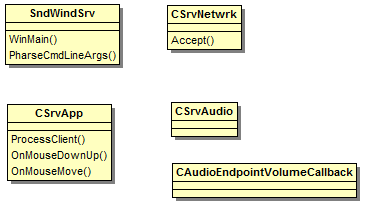 SndWindSrv
WinMain()
PharseCmdLineArgs()
CSrvNetwrk
Accept()
CSrvApp
ProcessClient()
OnMouseDownUp()
OnMouseMove()
CSrvAudio
CAudioEndpointVolumeCallback